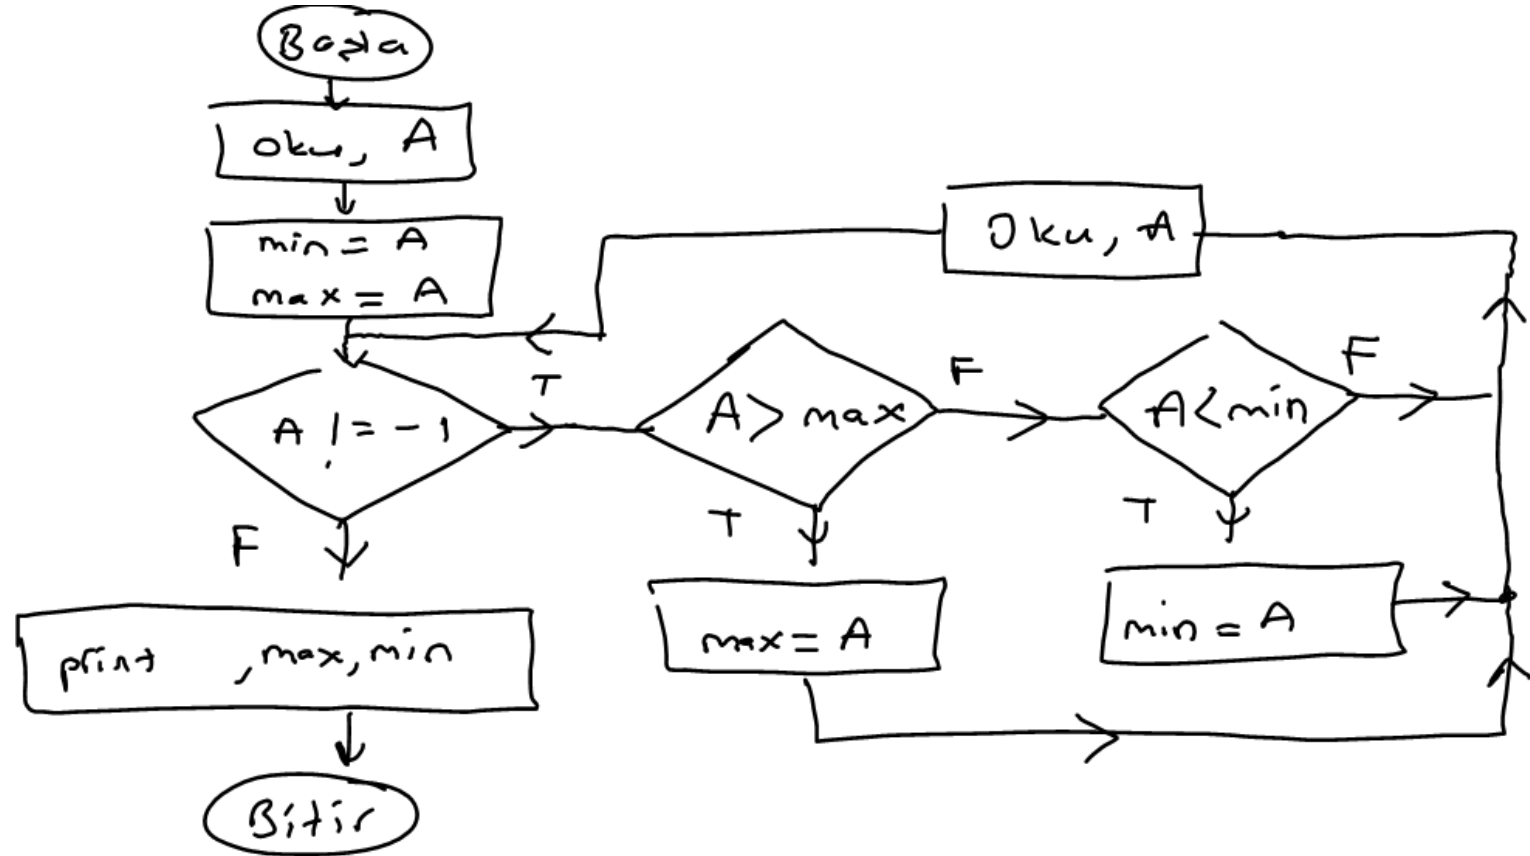 Başla
oku, A
min = A
max = A
Oku, A
A != -1
T
F
A > max
F
T
A < min
F
T
print , max, min
max = A
min = A
Bitir